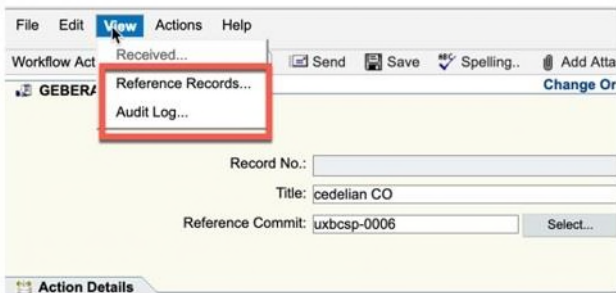 File Edit View Actions Help
Workflow Act Received... Send Save Spelling.. Add Atta
GEBERA Reference Records... Change Or
Audit Log...
Record No.:
Title: cedelian CO
Reference Commit: uxbcsp-0006 Select...
Action Details